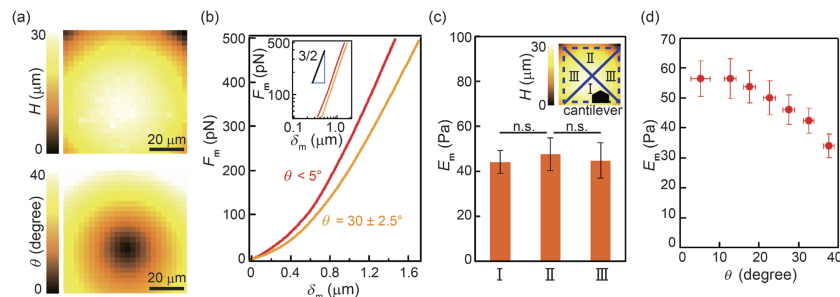 (a)
30
H (μm)
0
20 μm
40
θ (degree)
0
20 μm
(b)
500
400
300
200
100
0
F_m (pN)
0
0.4
0.8
1.2
1.6
δ_m (μm)
θ < 5°
θ = 30 ± 2.5°
500
100
F_m (pN)
3/2
0.1
1.0
δ_m (μm)
(c)
100
80
60
40
20
0
E_m (Pa)
30
H (μm)
0
II
III
III
I
cantilever
n.s.
n.s.
I
II
III
(d)
70
60
50
40
30
20
10
0
E_m (Pa)
0
10
20
30
40
θ (degree)